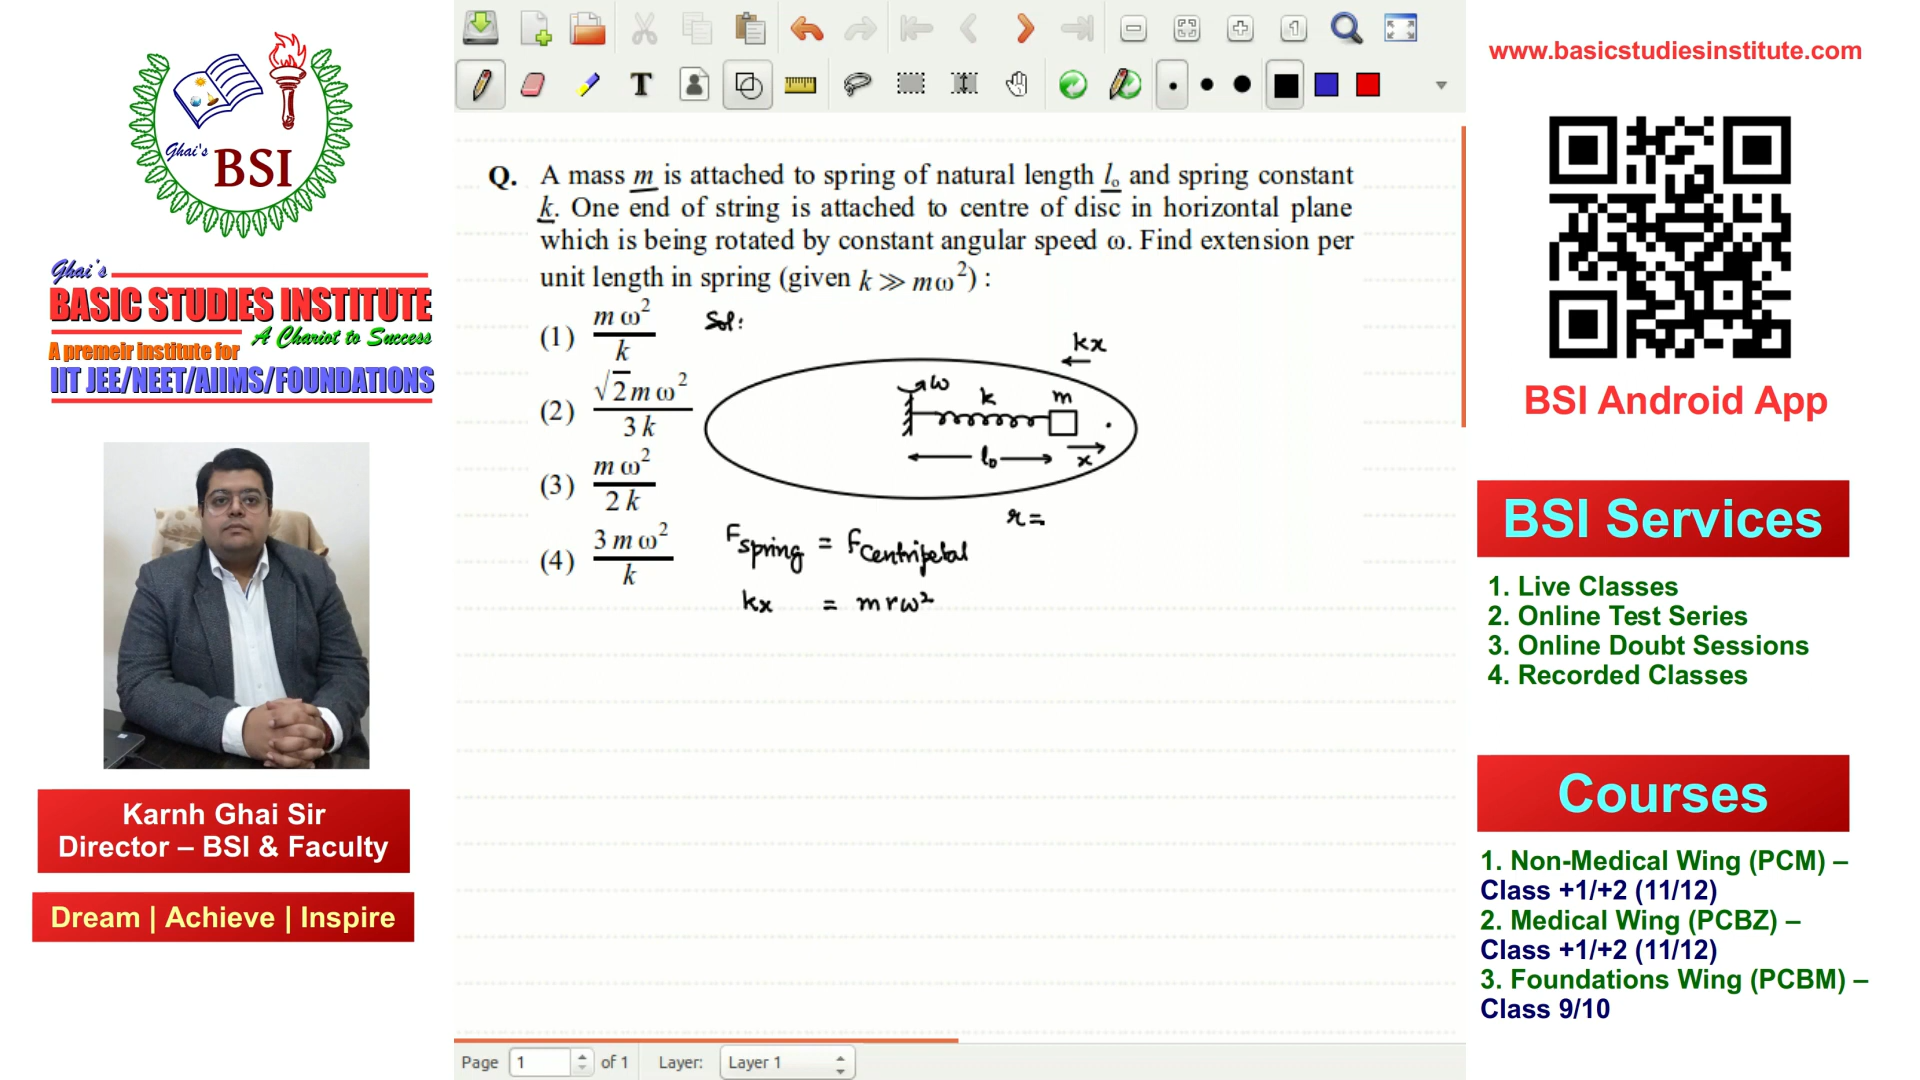 Ghai's
BSI
Ghai's
BASIC STUDIES INSTITUTE
A Chariot to Success
A premeir institute for
IIT JEE/NEET/AIIMS/FOUNDATIONS
Karnh Ghai Sir
Director – BSI & Faculty
Dream | Achieve | Inspire
T
1
Q. A mass m is attached to spring of natural length l₀ and spring constant
k. One end of string is attached to centre of disc in horizontal plane
which is being rotated by constant angular speed ω. Find extension per
unit length in spring (given k ≫ mω²) :
(1) mω²/k
(2) √2mω²/3k
(3) mω²/2k
(4) 3mω²/k
Sol:
kx
ω k m
l₀ x
r=
Fspring = Fcentripetal
kx = mrω²
Page 1 of 1 Layer: Layer 1
www.basicstudiesinstitute.com
BSI Android App
BSI Services
1. Live Classes
2. Online Test Series
3. Online Doubt Sessions
4. Recorded Classes
Courses
1. Non-Medical Wing (PCM) –
Class +1/+2 (11/12)
2. Medical Wing (PCBZ) –
Class +1/+2 (11/12)
3. Foundations Wing (PCBM) –
Class 9/10